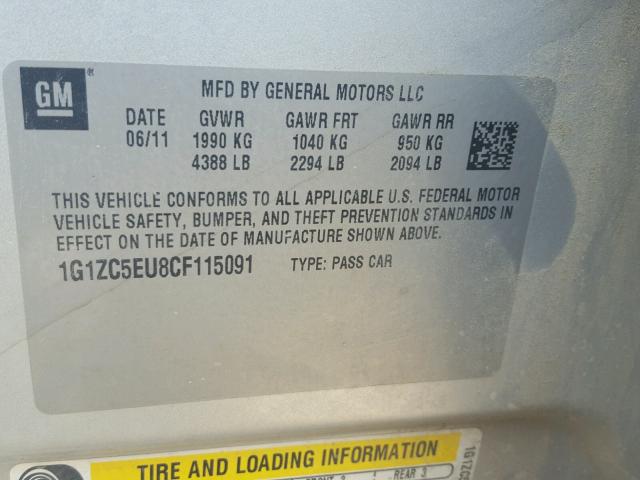 GM ®
MFD BY GENERAL MOTORS LLC
DATE GVWR GAWR FRT GAWR RR
06/11 1990 KG 1040 KG 950 KG
4388 LB 2294 LB 2094 LB
THIS VEHICLE CONFORMS TO ALL APPLICABLE U.S. FEDERAL MOTOR
VEHICLE SAFETY, BUMPER, AND THEFT PREVENTION STANDARDS IN
EFFECT ON THE DATE OF MANUFACTURE SHOWN ABOVE.
1G1ZC5EU8CF115091 TYPE: PASS CAR
TIRE AND LOADING INFORMATION
REAR 3
1G1ZC5